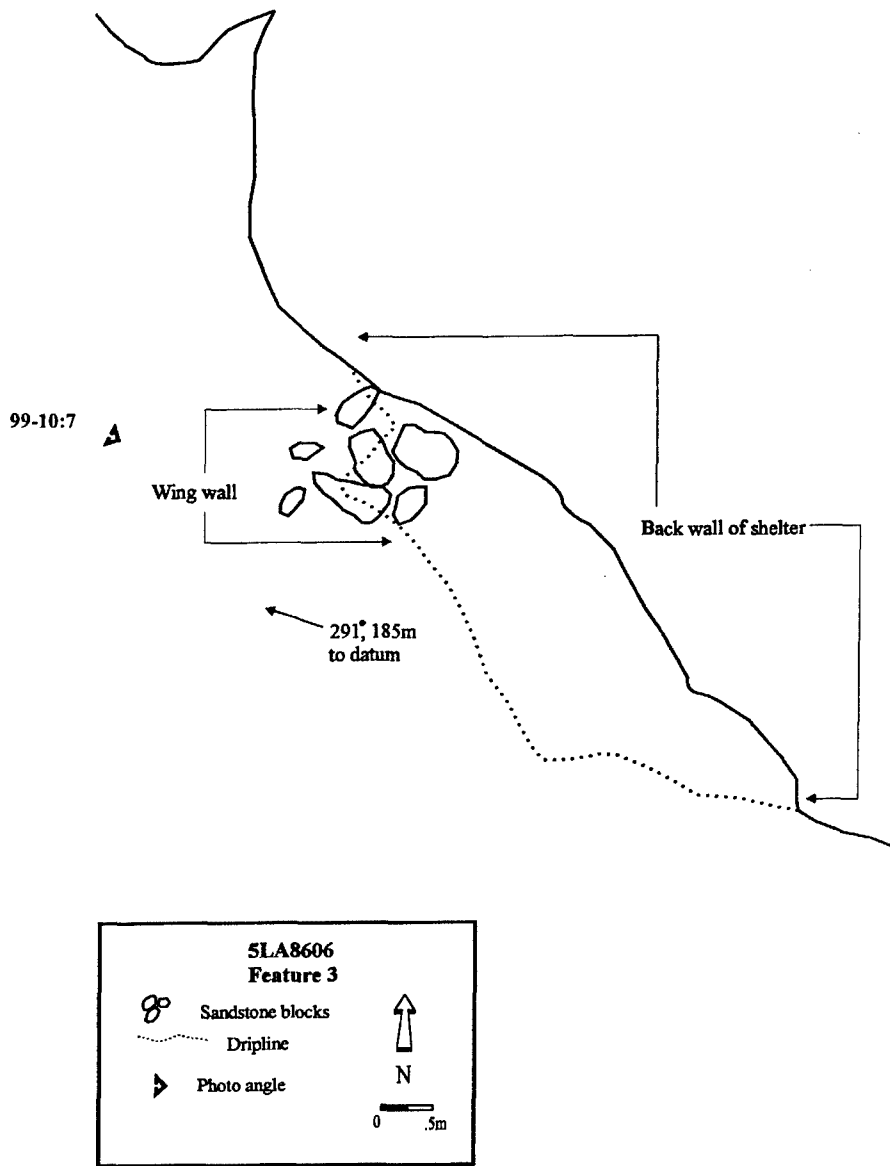 99-10:7
Wing wall
Back wall of shelter
291°, 185m
to datum
5LA8606
Feature 3
Sandstone blocks
Dripline
Photo angle
N
0 .5m